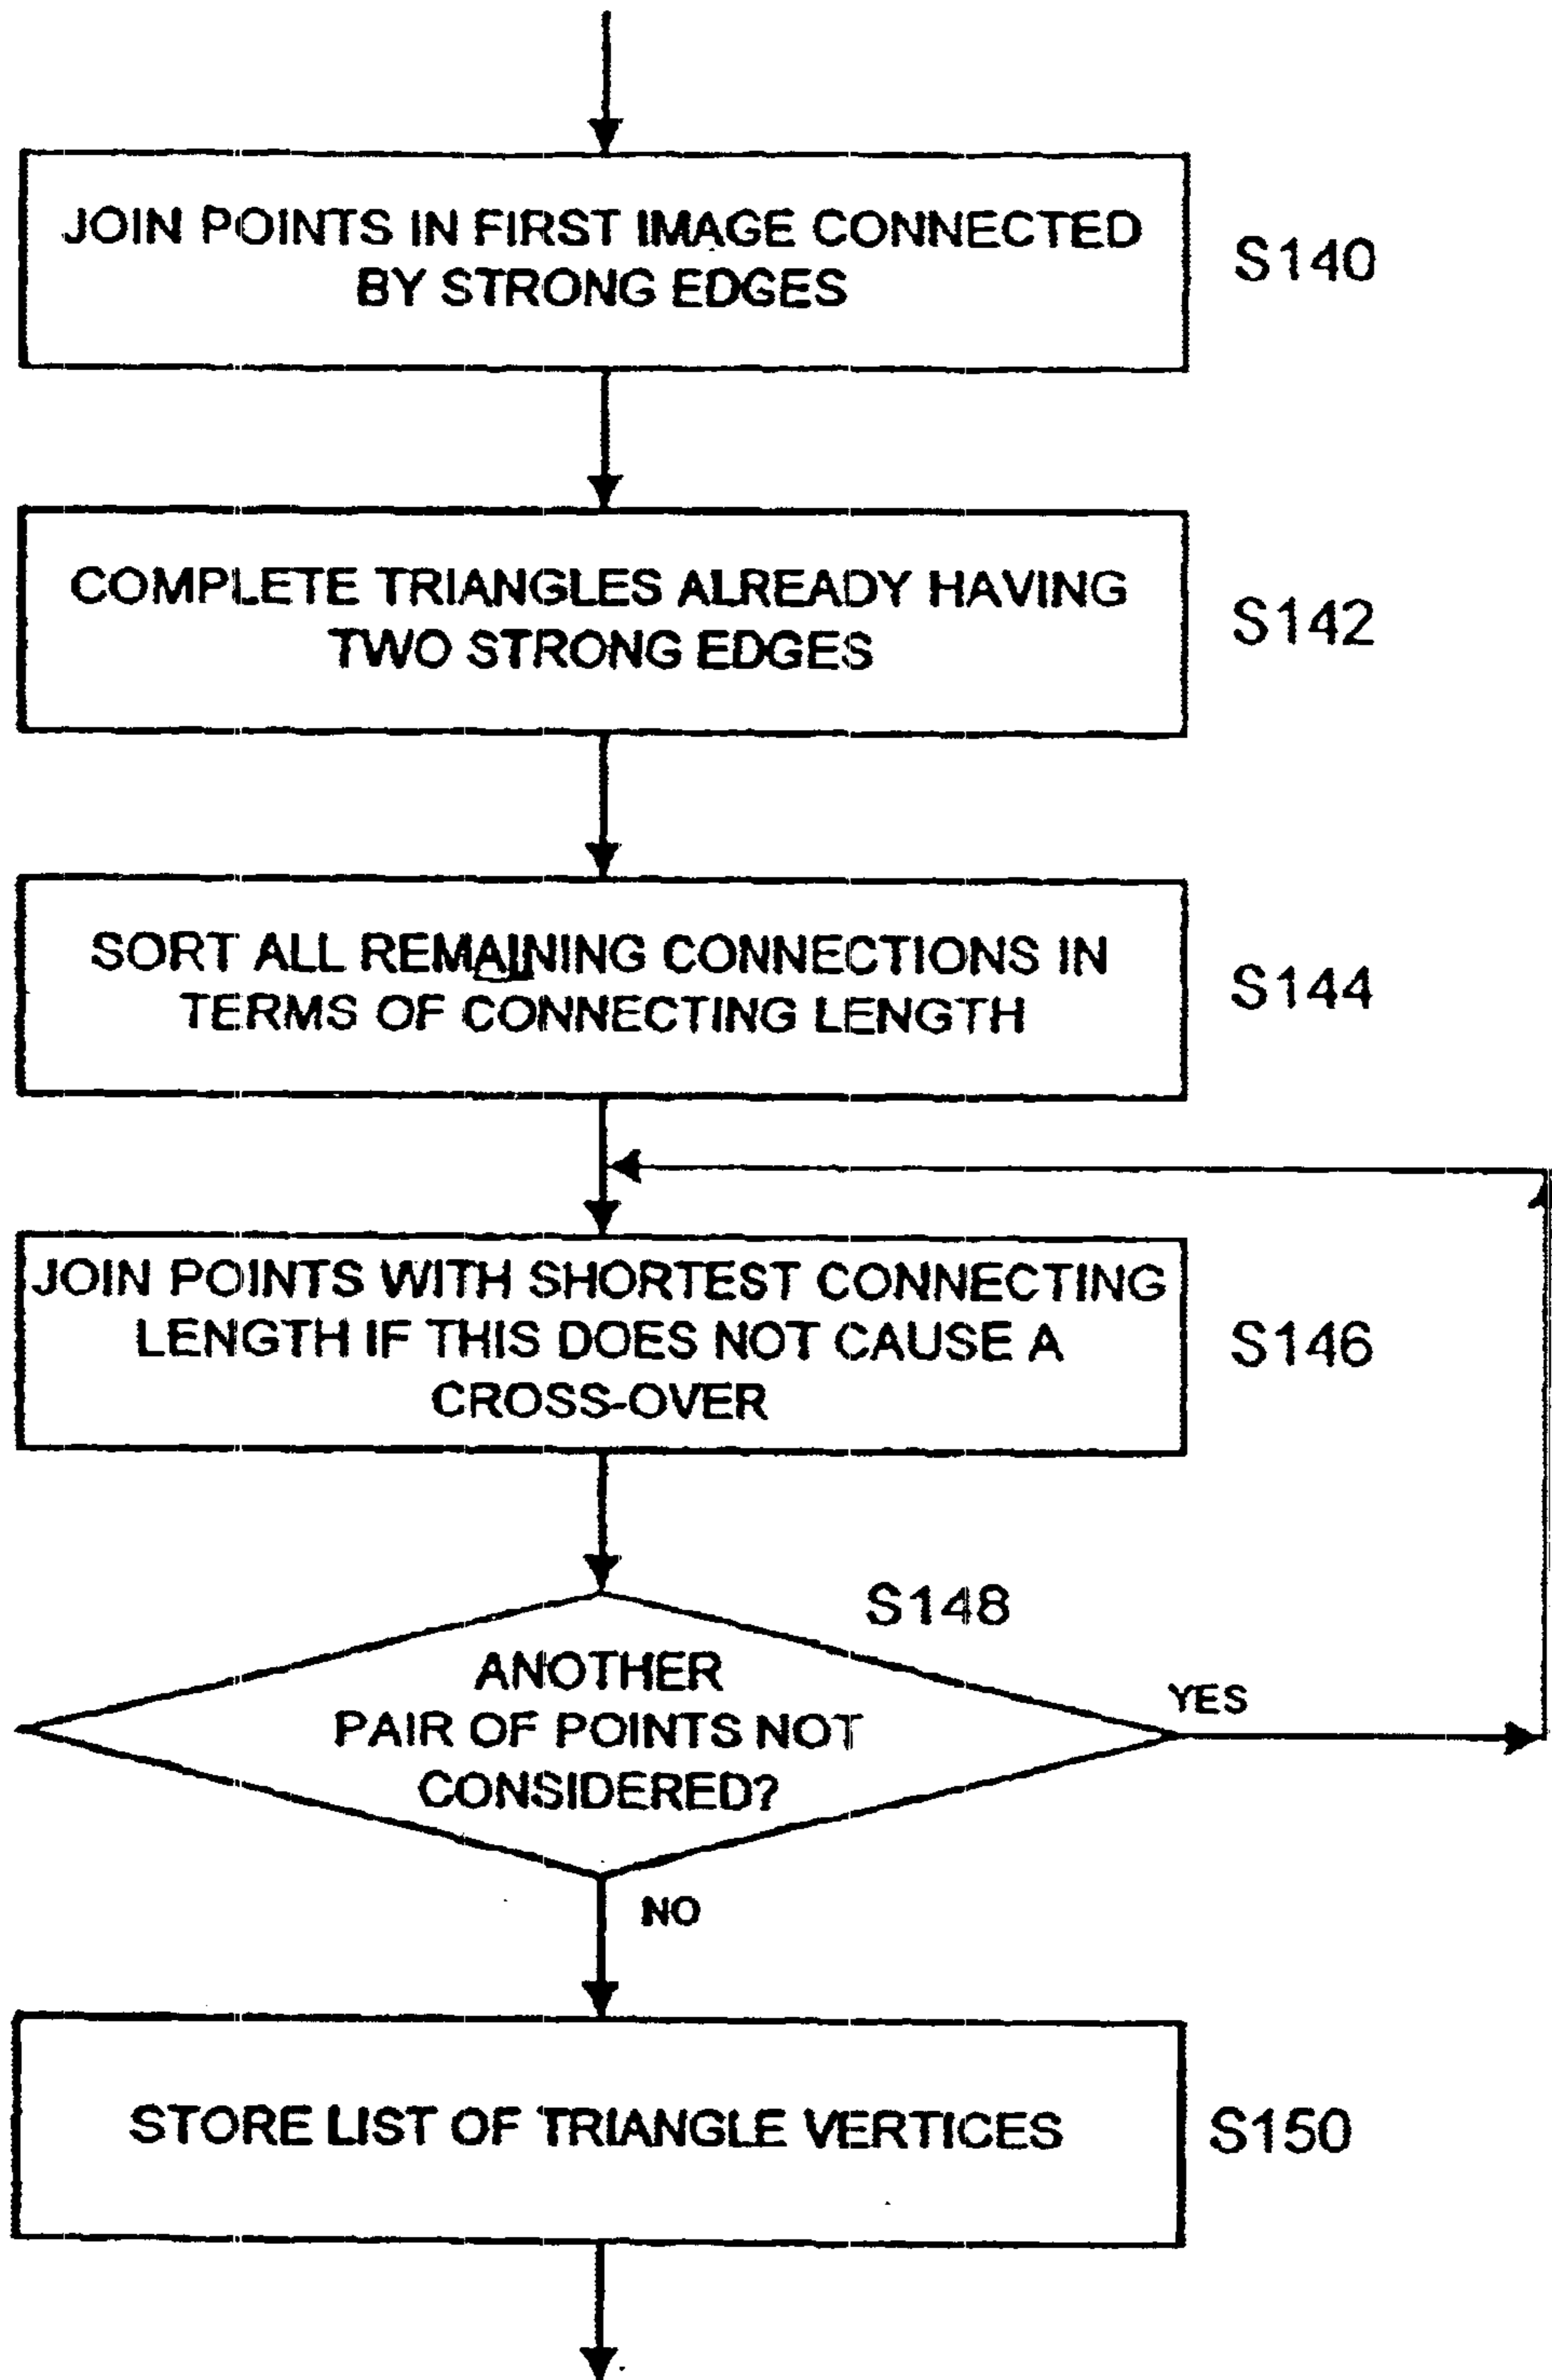 JOIN POINTS IN FIRST IMAGE CONNECTED
BY STRONG EDGES
S140
COMPLETE TRIANGLES ALREADY HAVING
TWO STRONG EDGES
S142
SORT ALL REMAINING CONNECTIONS IN
TERMS OF CONNECTING LENGTH
S144
JOIN POINTS WITH SHORTEST CONNECTING
LENGTH IF THIS DOES NOT CAUSE A
CROSS-OVER
S146
S148
ANOTHER
PAIR OF POINTS NOT
CONSIDERED?
YES
NO
STORE LIST OF TRIANGLE VERTICES
S150